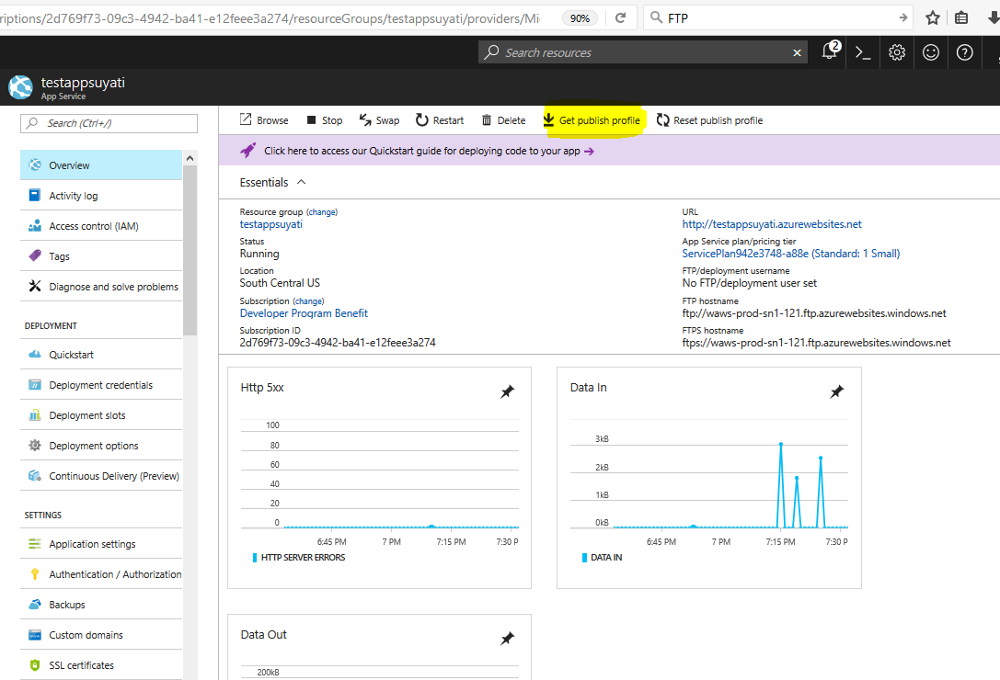 riptions/2d769f73-09c3-4942-ba41-e12feee3a274/resourceGroups/testappsuyati/providers/Mi
90%
FTP
Search resources
2
testappsuyati
App Service
Search (Ctrl+/)
Browse Stop Swap Restart Delete Get publish profile Reset publish profile
Click here to access our Quickstart guide for deploying code to your app
Overview
Activity log
Access control (IAM)
Tags
Diagnose and solve problems
DEPLOYMENT
Quickstart
Deployment credentials
Deployment slots
Deployment options
Continuous Delivery (Preview)
SETTINGS
Application settings
Authentication / Authorization
Backups
Custom domains
SSL certificates
Essentials
Resource group (change)
testappsuyati
Status
Running
Location
South Central US
Subscription (change)
Developer Program Benefit
Subscription ID
2d769f73-09c3-4942-ba41-e12feee3a274
URL
http://testappsuyati.azurewebsites.net
App Service plan/pricing tier
ServicePlan942e3748-a88e (Standard: 1 Small)
FTP/deployment username
No FTP/deployment user set
FTP hostname
ftp://waws-prod-sn1-121.ftp.azurewebsites.windows.net
FTPS hostname
ftps://waws-prod-sn1-121.ftp.azurewebsites.windows.net
Http 5xx
100
80
60
40
20
0
6:45 PM 7 PM 7:15 PM 7:30 P
HTTP SERVER ERRORS
Data In
3kB
2kB
1kB
0kB
6:45 PM 7 PM 7:15 PM 7:30 P
DATA IN
Data Out
200kB